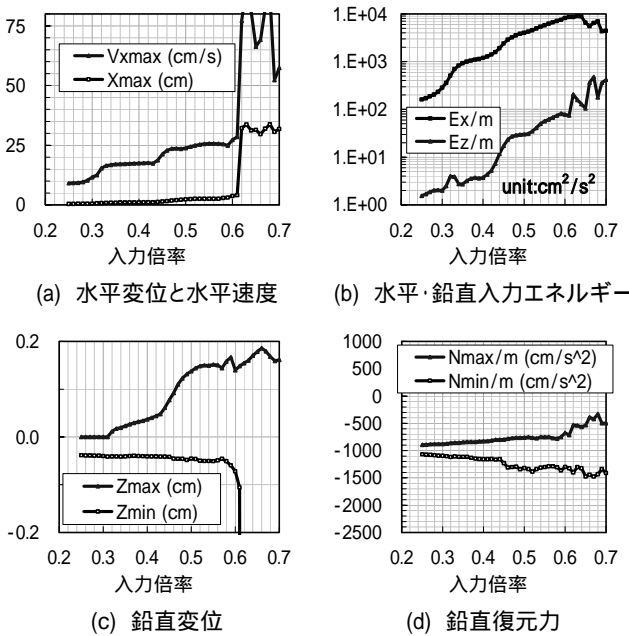 75
50
25
0
Vxmax (cm/s)
Xmax (cm)
0.2 0.3 0.4 0.5 0.6 0.7
入力倍率
(a) 水平変位と水平速度
1.E+04
1.E+03
1.E+02
1.E+01
1.E+00
Ex/m
Ez/m
unit:cm²/s²
0.2 0.3 0.4 0.5 0.6 0.7
入力倍率
(b) 水平・鉛直入力エネルギー
0.2
0.0
-0.2
Zmax (cm)
Zmin (cm)
0.2 0.3 0.4 0.5 0.6 0.7
入力倍率
(c) 鉛直変位
1000
500
0
-500
-1000
-1500
-2000
-2500
Nmax/m (cm/s^2)
Nmin/m (cm/s^2)
0.2 0.3 0.4 0.5 0.6 0.7
入力倍率
(d) 鉛直復元力